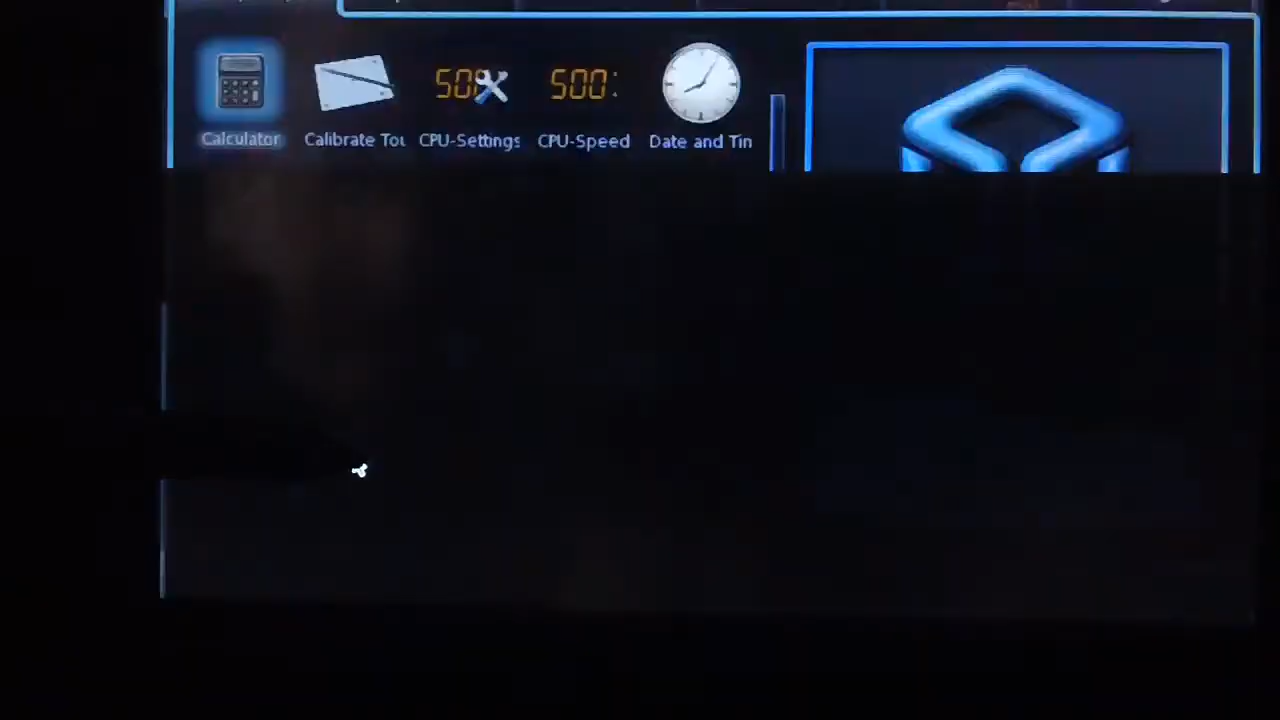 500
500:
Calculator
Calibrate Tou
CPU-Settings
CPU-Speed
Date and Tin